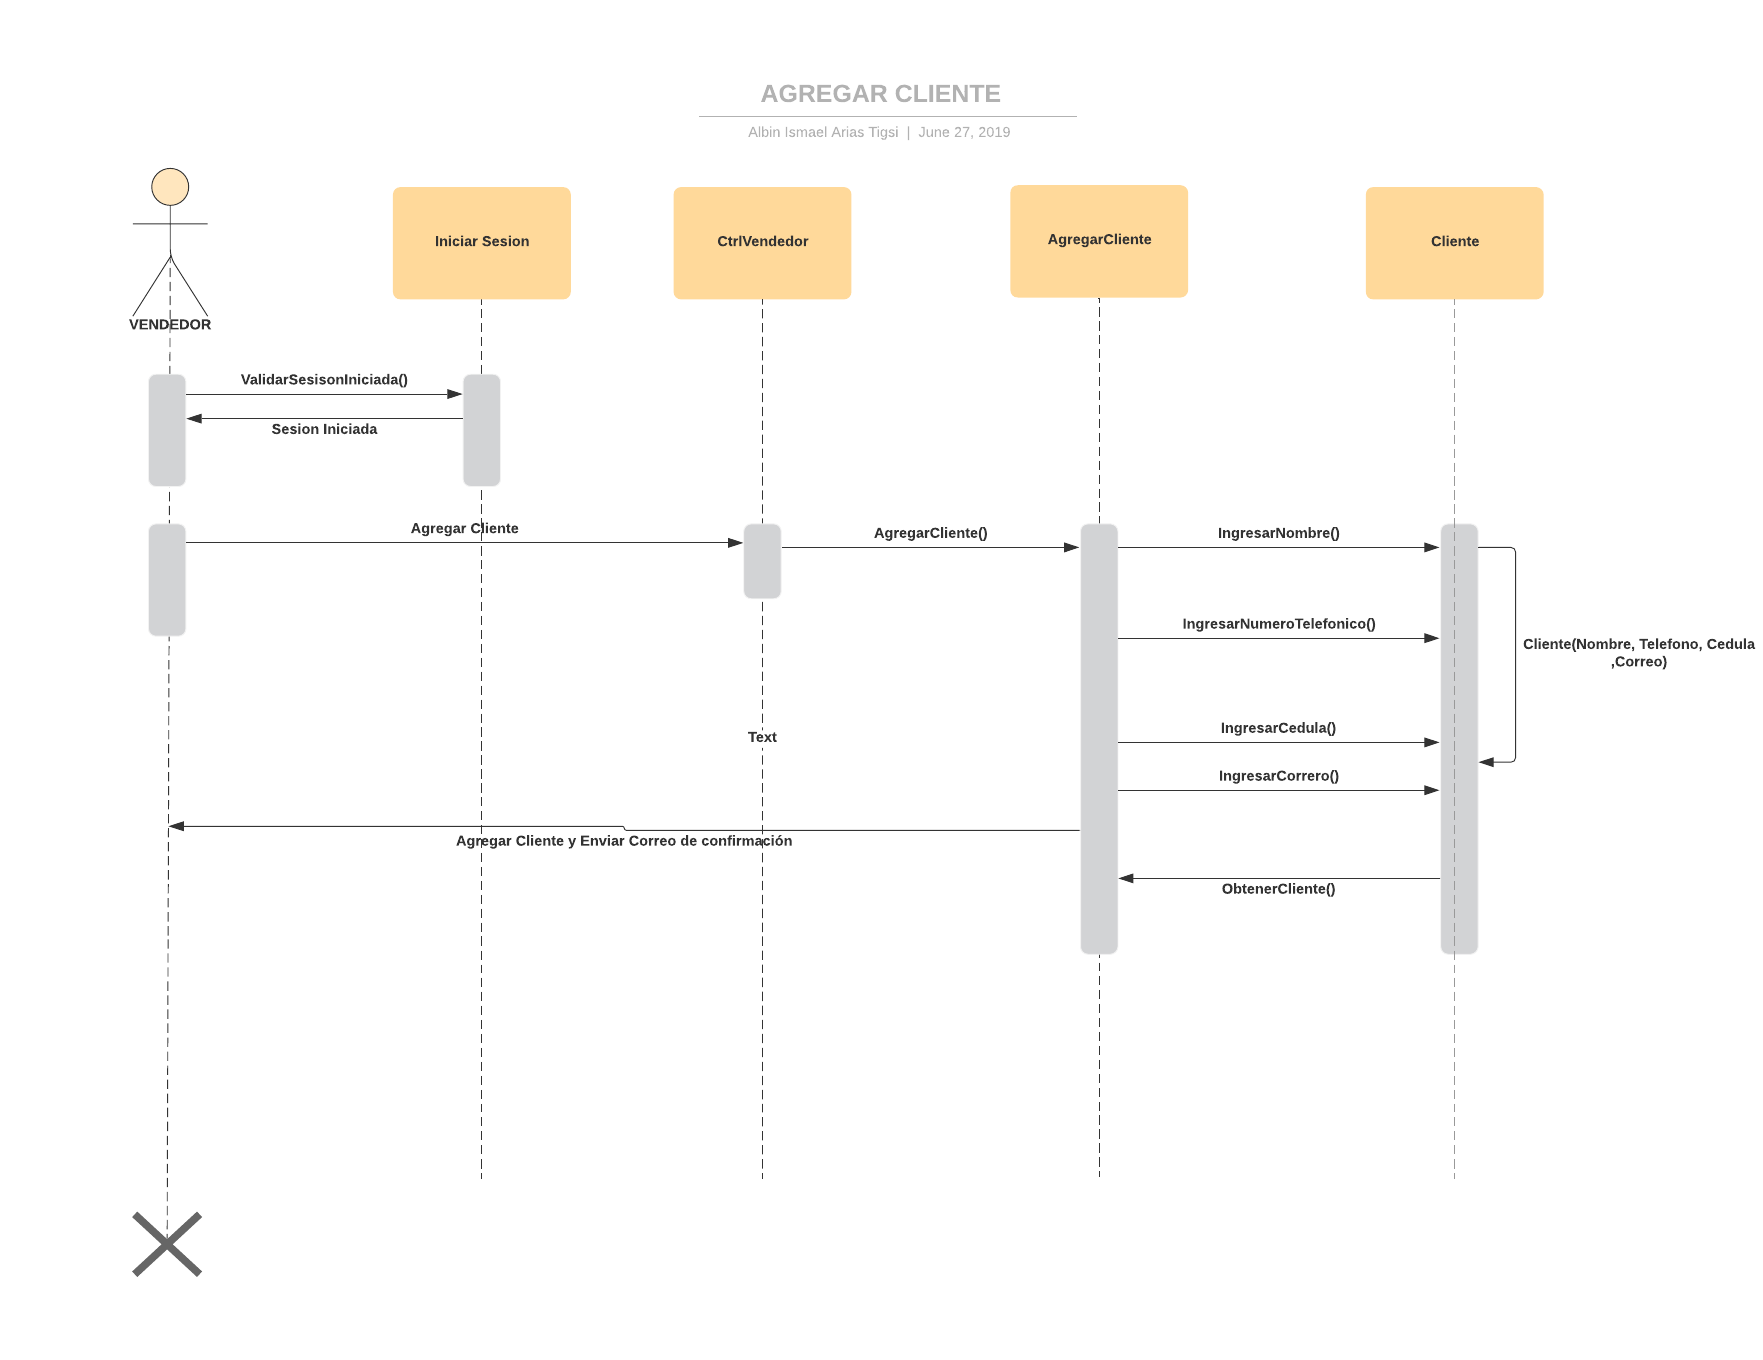 AGREGAR CLIENTE
Albin Ismael Arias Tigsi | June 27, 2019
VENDEDOR
Iniciar Sesion
CtrlVendedor
AgregarCliente
Cliente
ValidarSesisonIniciada()
Sesion Iniciada
Agregar Cliente
AgregarCliente()
IngresarNombre()
IngresarNumeroTelefonico()
Cliente(Nombre, Telefono, Cedula
,Correo)
IngresarCedula()
Text
IngresarCorrero()
Agregar Cliente y Enviar Correo de confirmación
ObtenerCliente()